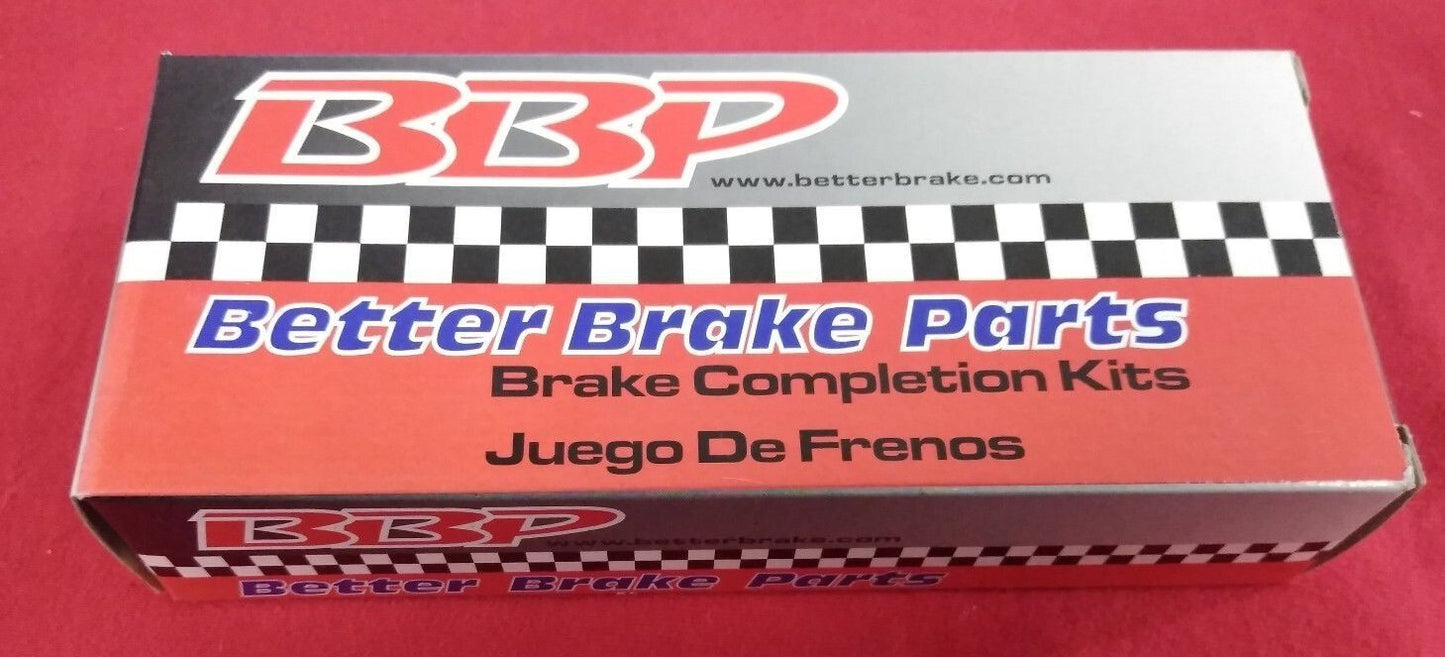 BBP
www.betterbrake.com
Better Brake Parts
Brake Completion Kits
Juego De Frenos
BBP
www.betterbrake.com
Better Brake Parts